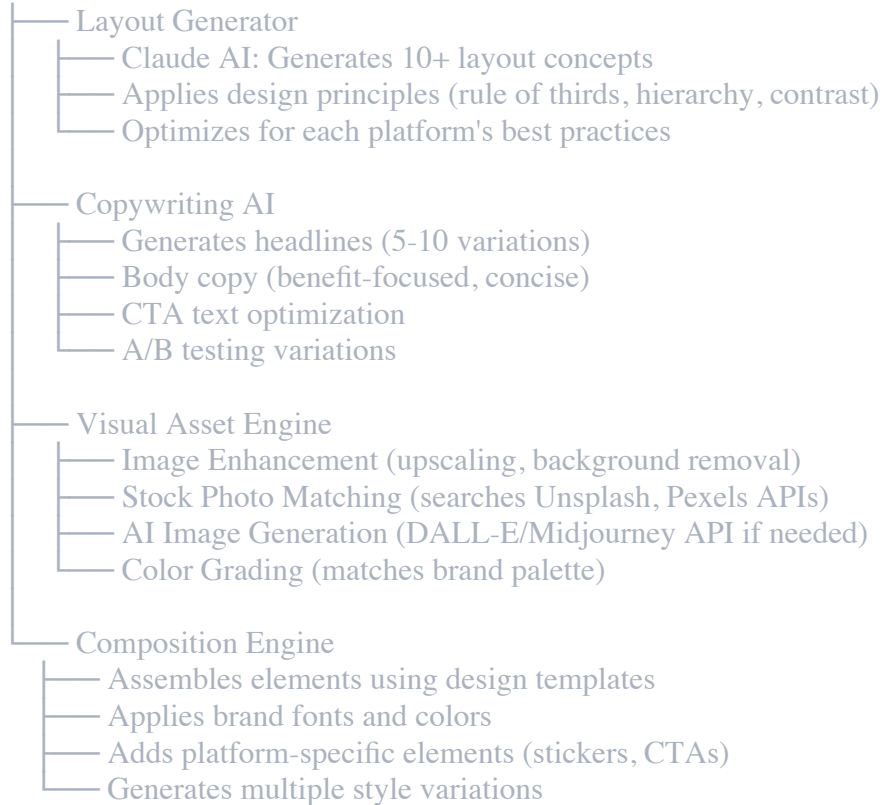 Layout Generator
Claude AI: Generates 10+ layout concepts
Applies design principles (rule of thirds, hierarchy, contrast)
Optimizes for each platform's best practices
Copywriting AI
Generates headlines (5-10 variations)
Body copy (benefit-focused, concise)
CTA text optimization
A/B testing variations
Visual Asset Engine
Image Enhancement (upscaling, background removal)
Stock Photo Matching (searches Unsplash, Pexels APIs)
AI Image Generation (DALL-E/Midjourney API if needed)
Color Grading (matches brand palette)
Composition Engine
Assembles elements using design templates
Applies brand fonts and colors
Adds platform-specific elements (stickers, CTAs)
Generates multiple style variations